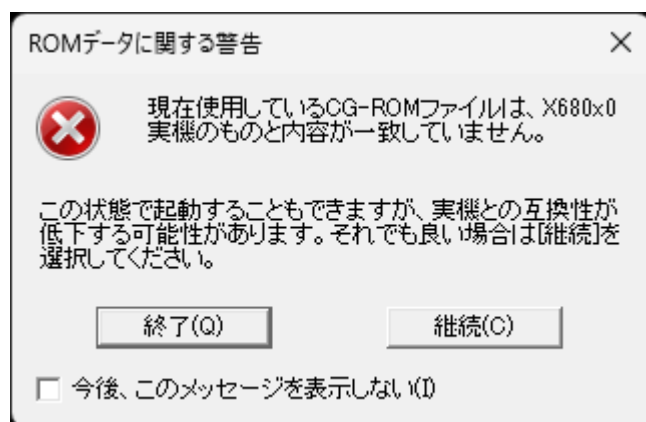 ROMデータに関する警告
現在使用しているCG-ROMファイルは、X680x0
実機のものと内容が一致していません。
この状態で起動することもできますが、実機との互換性が
低下する可能性があります。それでも良い場合は[継続]を
選択してください。
終了(Q)
継続(C)
今後、このメッセージを表示しない(I)